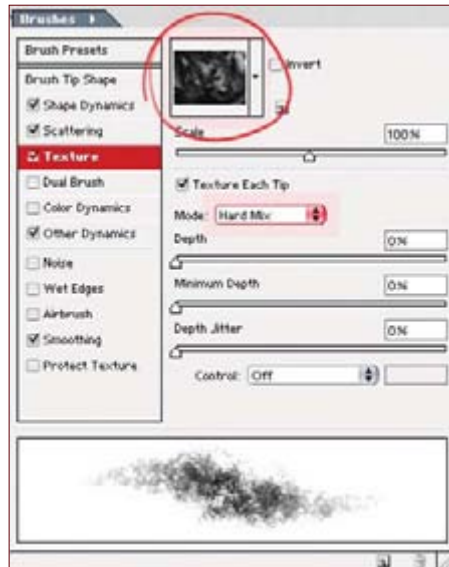 Brushes
Brush Presets
Brush Tip Shape
Shape Dynamics
Scattering
Texture
Dual Brush
Color Dynamics
Other Dynamics
Noise
Wet Edges
Airbrush
Smoothing
Protect Texture
Invert
Scale
100%
Texture Each Tip
Mode: Hard Mix
Depth
0%
Minimum Depth
0%
Depth Jitter
0%
Control: Off